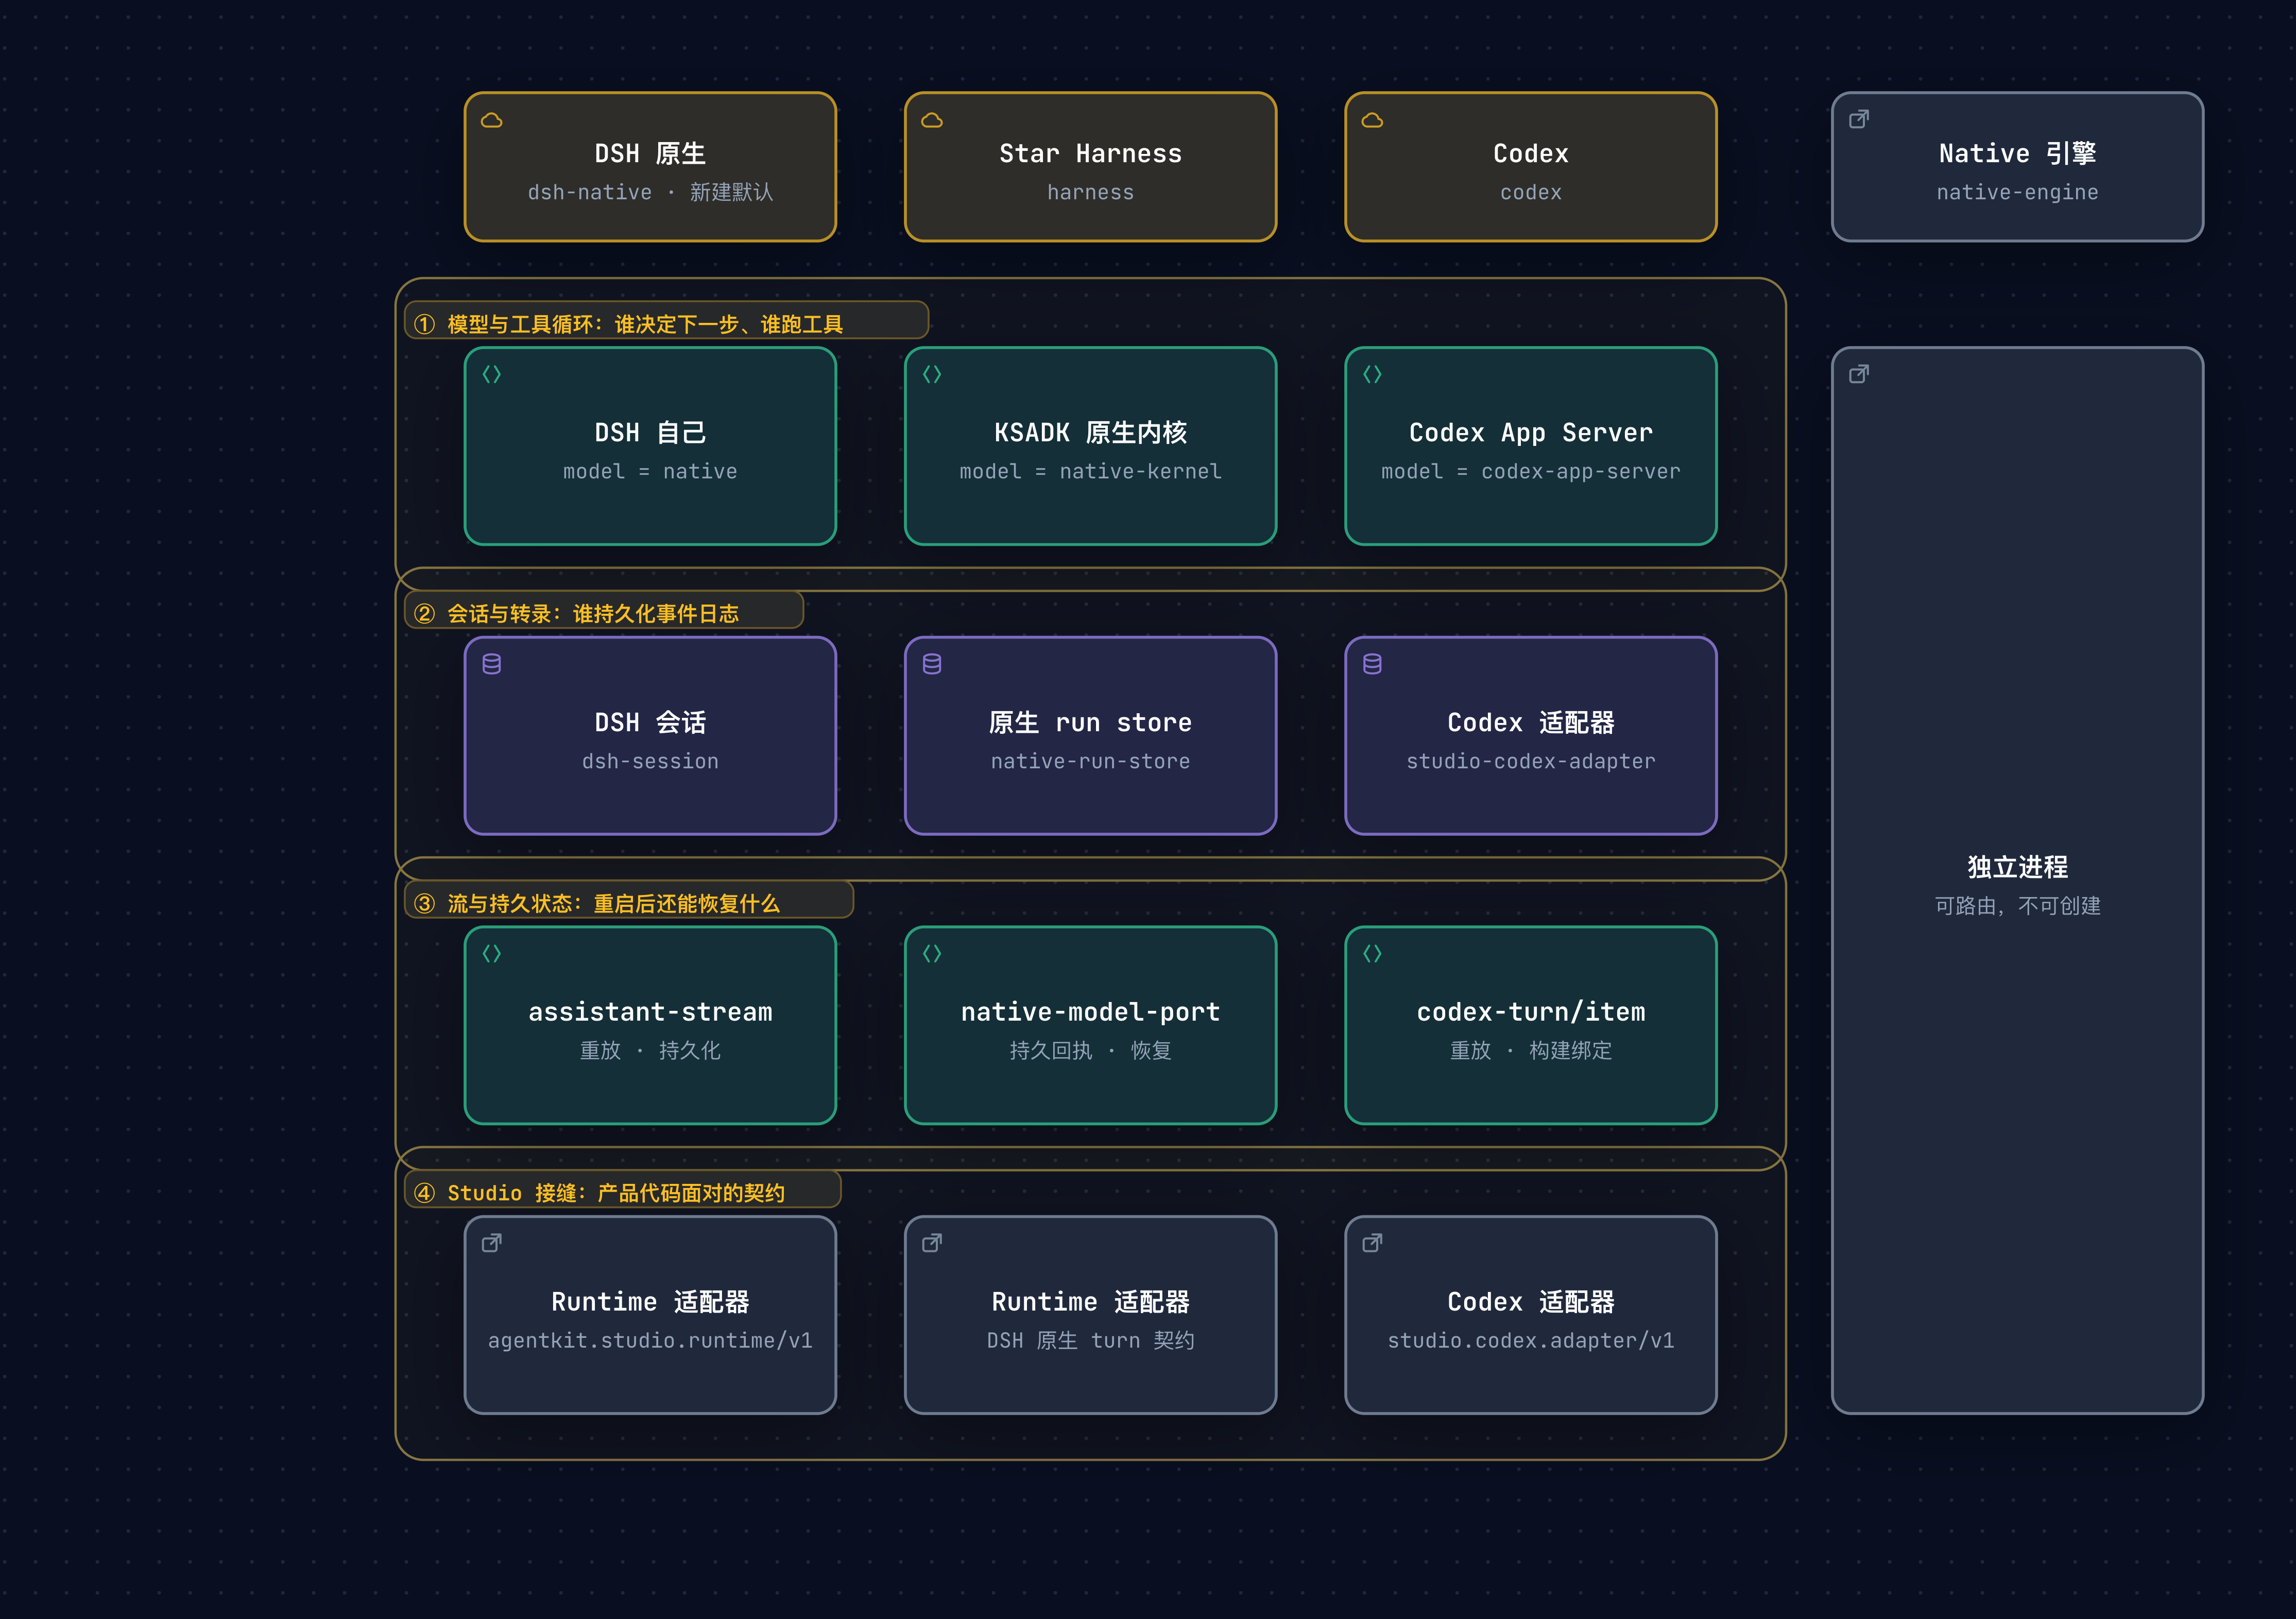 DSH 原生
dsh-native · 新建默认
Star Harness
harness
Codex
codex
Native 引擎
native-engine
① 模型与工具循环：谁决定下一步、谁跑工具
DSH 自己
model = native
KSADK 原生内核
model = native-kernel
Codex App Server
model = codex-app-server
② 会话与转录：谁持久化事件日志
DSH 会话
dsh-session
原生 run store
native-run-store
Codex 适配器
studio-codex-adapter
独立进程
可路由，不可创建
③ 流与持久状态：重启后还能恢复什么
assistant-stream
重放 · 持久化
native-model-port
持久回执 · 恢复
codex-turn/item
重放 · 构建绑定
④ Studio 接缝：产品代码面对的契约
Runtime 适配器
agentkit.studio.runtime/v1
Runtime 适配器
DSH 原生 turn 契约
Codex 适配器
studio.codex.adapter/v1